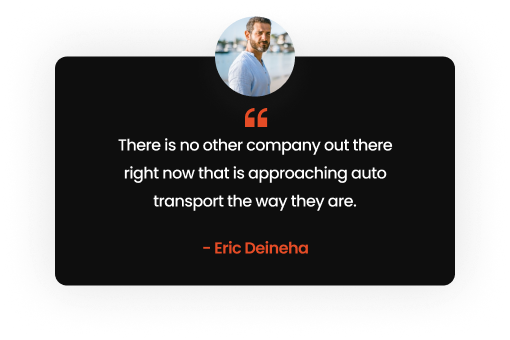 “
There is no other company out there
right now that is approaching auto
transport the way they are.
- Eric Deineha